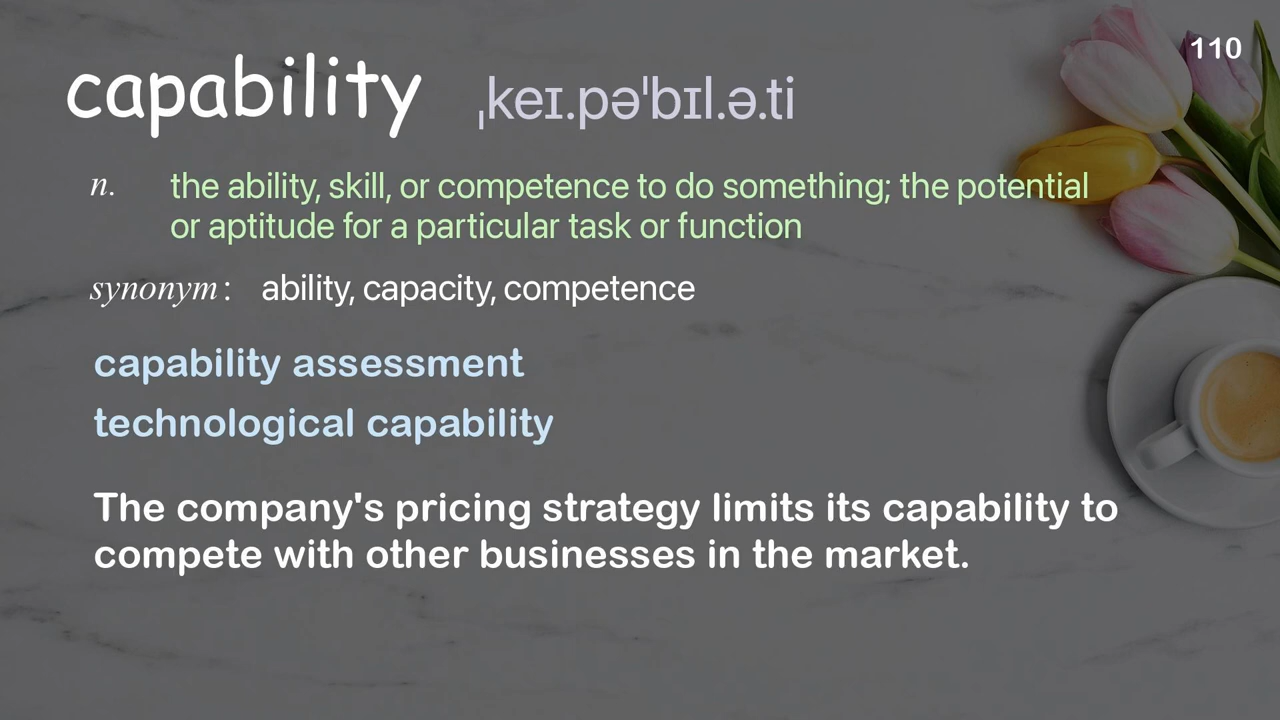 110
capability ˌkeɪ.pəˈbɪl.ə.ti
n. the ability, skill, or competence to do something; the potential
or aptitude for a particular task or function
synonym: ability, capacity, competence
capability assessment
technological capability
The company's pricing strategy limits its capability to
compete with other businesses in the market.